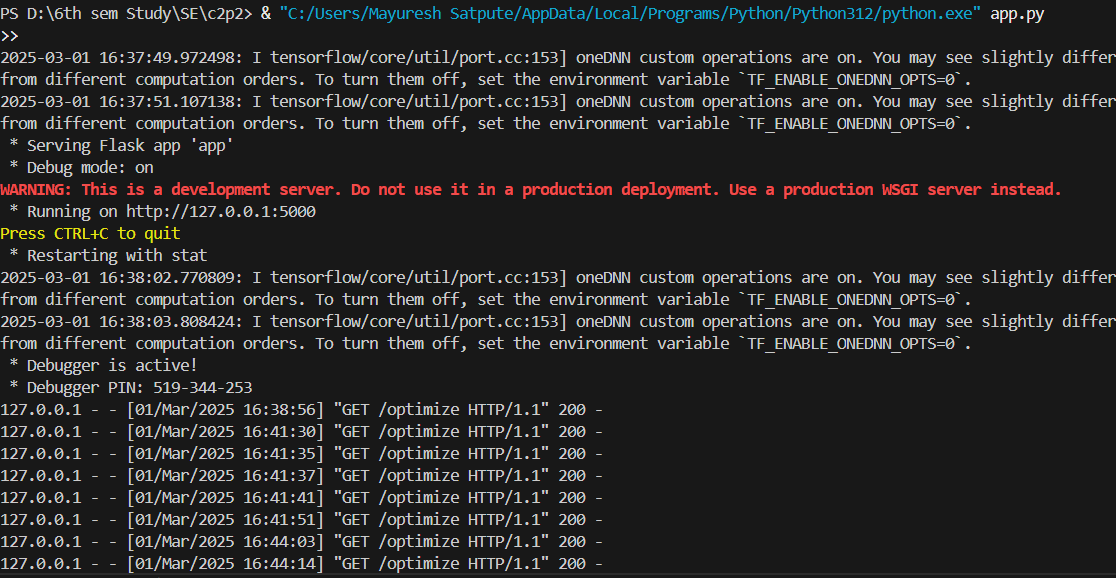 PS D:\6th sem Study\SE\c2p2> & "C:/Users/Mayuresh Satpute/AppData/Local/Programs/Python/Python312/python.exe" app.py
>>
2025-03-01 16:37:49.972498: I tensorflow/core/util/port.cc:153] oneDNN custom operations are on. You may see slightly differ
from different computation orders. To turn them off, set the environment variable `TF_ENABLE_ONEDNN_OPTS=0`.
2025-03-01 16:37:51.107138: I tensorflow/core/util/port.cc:153] oneDNN custom operations are on. You may see slightly differ
from different computation orders. To turn them off, set the environment variable `TF_ENABLE_ONEDNN_OPTS=0`.
 * Serving Flask app 'app'
 * Debug mode: on
WARNING: This is a development server. Do not use it in a production deployment. Use a production WSGI server instead.
 * Running on http://127.0.0.1:5000
Press CTRL+C to quit
 * Restarting with stat
2025-03-01 16:38:02.770809: I tensorflow/core/util/port.cc:153] oneDNN custom operations are on. You may see slightly differ
from different computation orders. To turn them off, set the environment variable `TF_ENABLE_ONEDNN_OPTS=0`.
2025-03-01 16:38:03.808424: I tensorflow/core/util/port.cc:153] oneDNN custom operations are on. You may see slightly differ
from different computation orders. To turn them off, set the environment variable `TF_ENABLE_ONEDNN_OPTS=0`.
 * Debugger is active!
 * Debugger PIN: 519-344-253
127.0.0.1 - - [01/Mar/2025 16:38:56] "GET /optimize HTTP/1.1" 200 -
127.0.0.1 - - [01/Mar/2025 16:41:30] "GET /optimize HTTP/1.1" 200 -
127.0.0.1 - - [01/Mar/2025 16:41:35] "GET /optimize HTTP/1.1" 200 -
127.0.0.1 - - [01/Mar/2025 16:41:37] "GET /optimize HTTP/1.1" 200 -
127.0.0.1 - - [01/Mar/2025 16:41:41] "GET /optimize HTTP/1.1" 200 -
127.0.0.1 - - [01/Mar/2025 16:41:51] "GET /optimize HTTP/1.1" 200 -
127.0.0.1 - - [01/Mar/2025 16:44:03] "GET /optimize HTTP/1.1" 200 -
127.0.0.1 - - [01/Mar/2025 16:44:14] "GET /optimize HTTP/1.1" 200 -